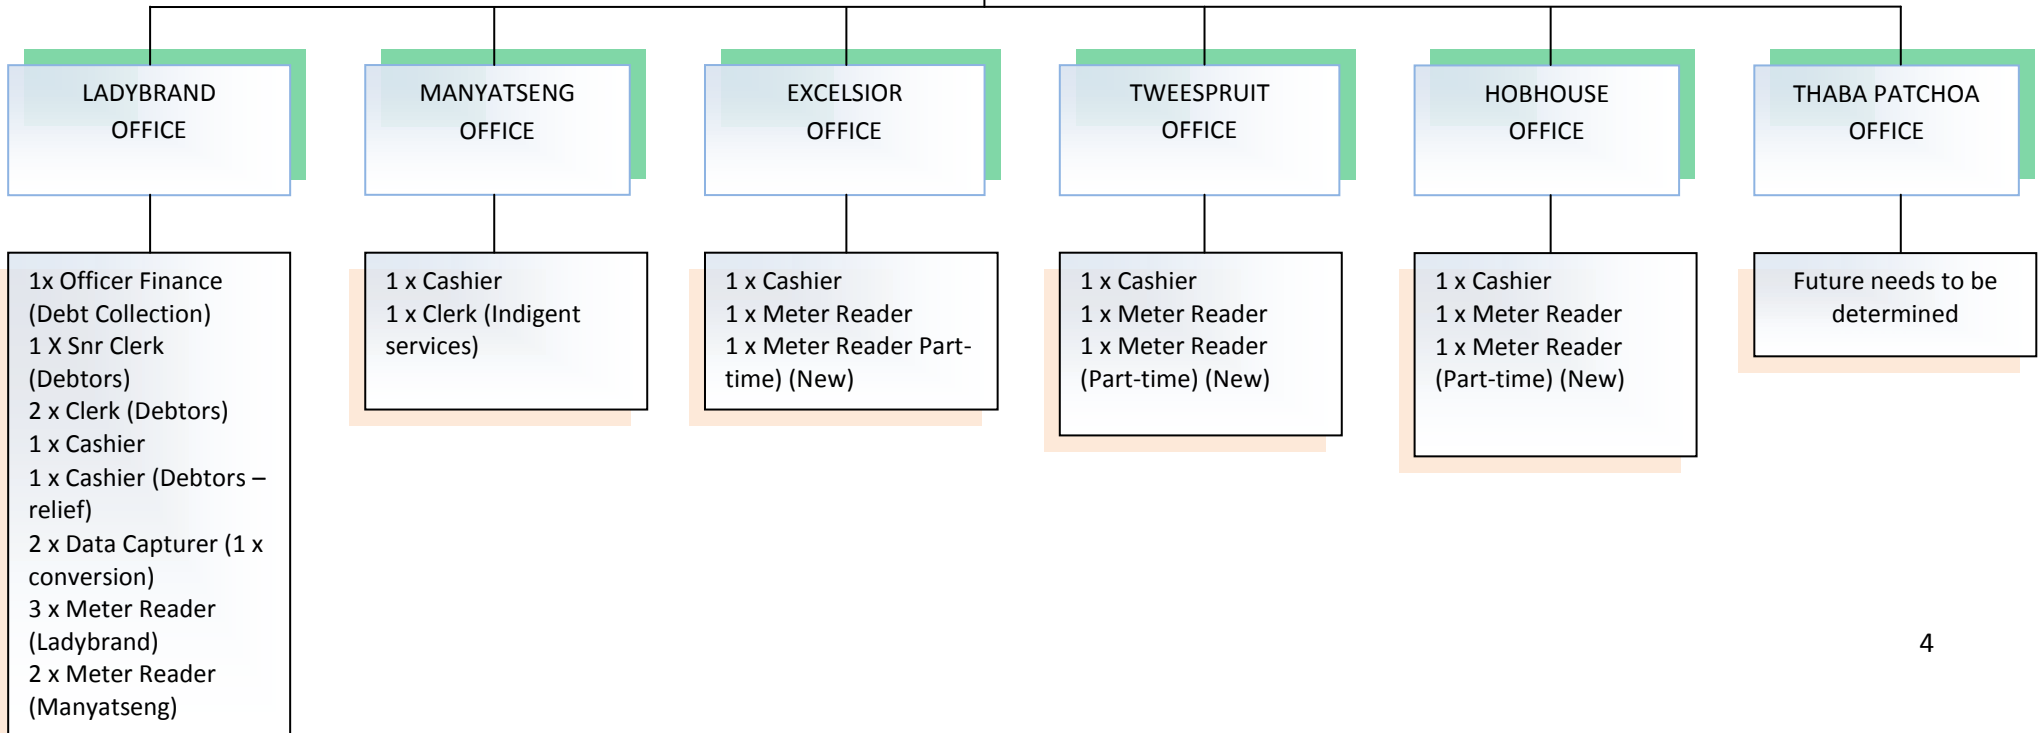 LADYBRAND
OFFICE
MANYATSENG
OFFICE
EXCELSIOR
OFFICE
TWEESPRUIT
OFFICE
HOBHOUSE
OFFICE
THABA PATCHOA
OFFICE
1x Officer Finance
(Debt Collection)
1 X Snr Clerk
(Debtors)
2 x Clerk (Debtors)
1 x Cashier
1 x Cashier (Debtors –
relief)
2 x Data Capturer (1 x
conversion)
3 x Meter Reader
(Ladybrand)
2 x Meter Reader
(Manyatseng)
1 x Cashier
1 x Clerk (Indigent
services)
1 x Cashier
1 x Meter Reader
1 x Meter Reader Part-
time) (New)
1 x Cashier
1 x Meter Reader
1 x Meter Reader
(Part-time) (New)
1 x Cashier
1 x Meter Reader
1 x Meter Reader
(Part-time) (New)
Future needs to be
determined
4